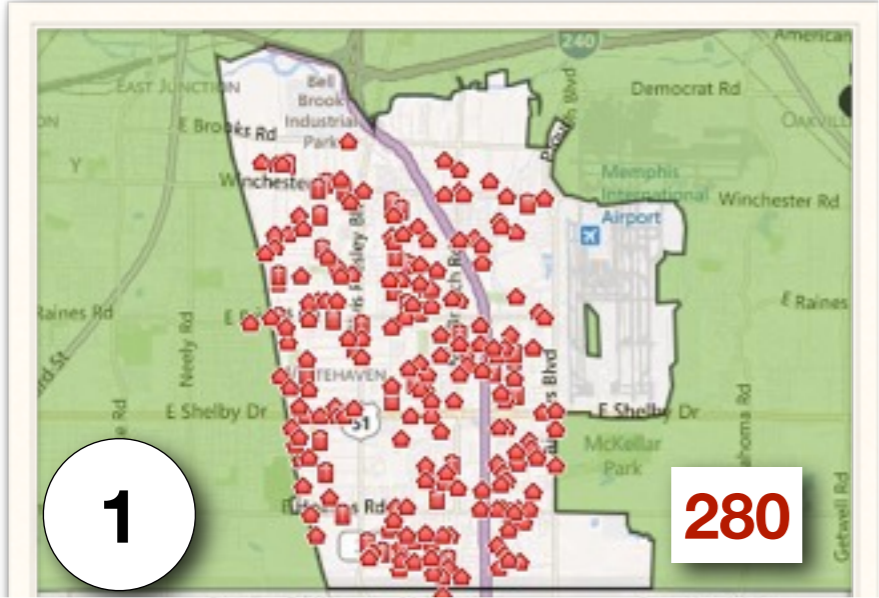 240
American
EAST JUNCTION
Bell
Brook
Industrial
Park
Democrat Rd
E Brooks Rd
Y
Memphis
International
Airport
Winchester
Winchester Rd
Raines Rd
E Raines
Neely Rd
E Shelby Dr
51
E Shelby Dr
McKellar
Park
Getwell Rd
1
280